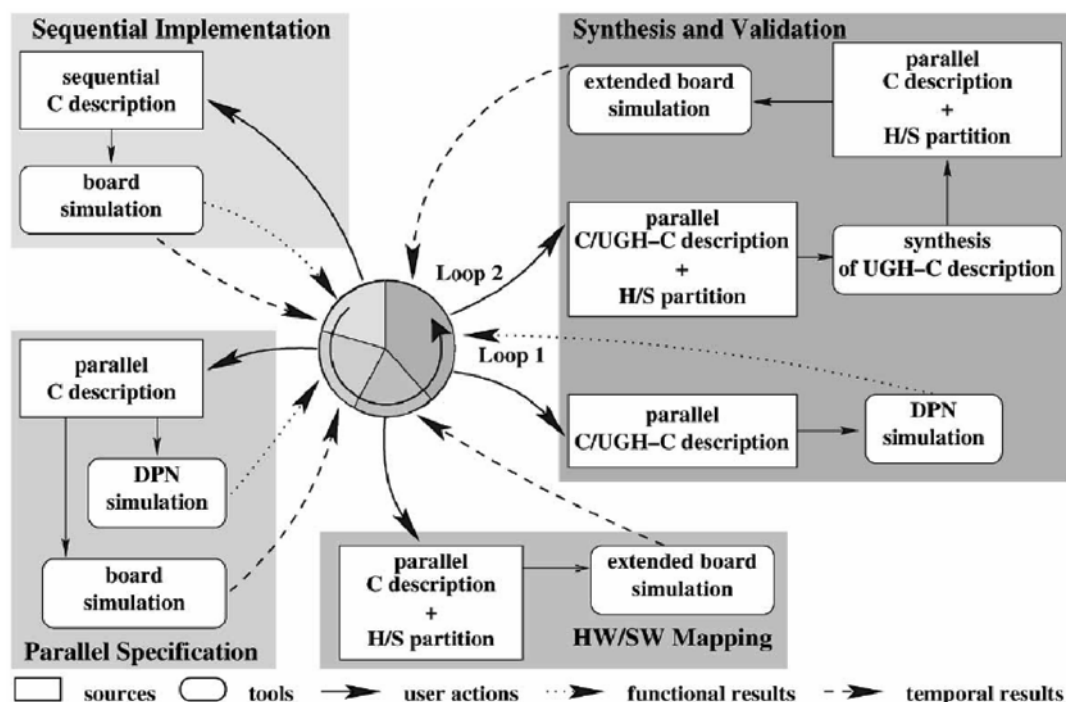 Sequential Implementation
sequential
C description
board
simulation
Synthesis and Validation
extended board
simulation
parallel
C description
+
H/S partition
parallel
C/UGH–C description
+
H/S partition
synthesis
of UGH–C description
Loop 2
Loop 1
parallel
C/UGH–C description
DPN
simulation
parallel
C description
DPN
simulation
board
simulation
Parallel Specification
parallel
C description
+
H/S partition
extended board
simulation
HW/SW Mapping
sources
tools
user actions
functional results
temporal results